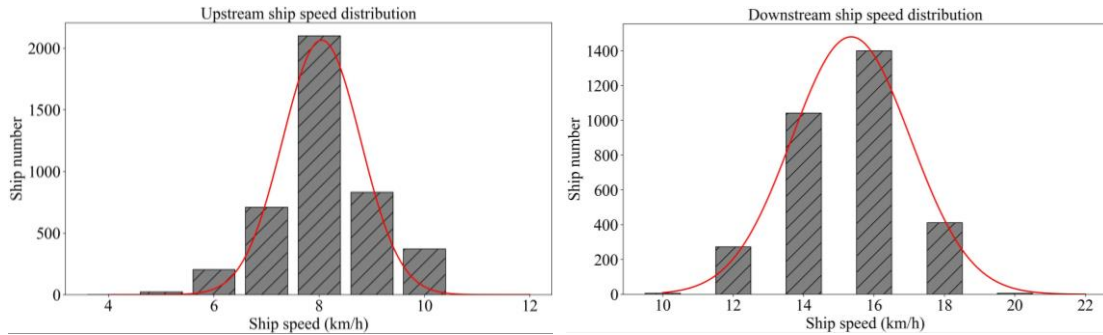 Upstream ship speed distribution
2000
1500
1000
500
0
Ship number
4 6 8 10 12
Ship speed (km/h)
Downstream ship speed distribution
1400
1200
1000
800
600
400
200
0
Ship number
10 12 14 16 18 20 22
Ship speed (km/h)